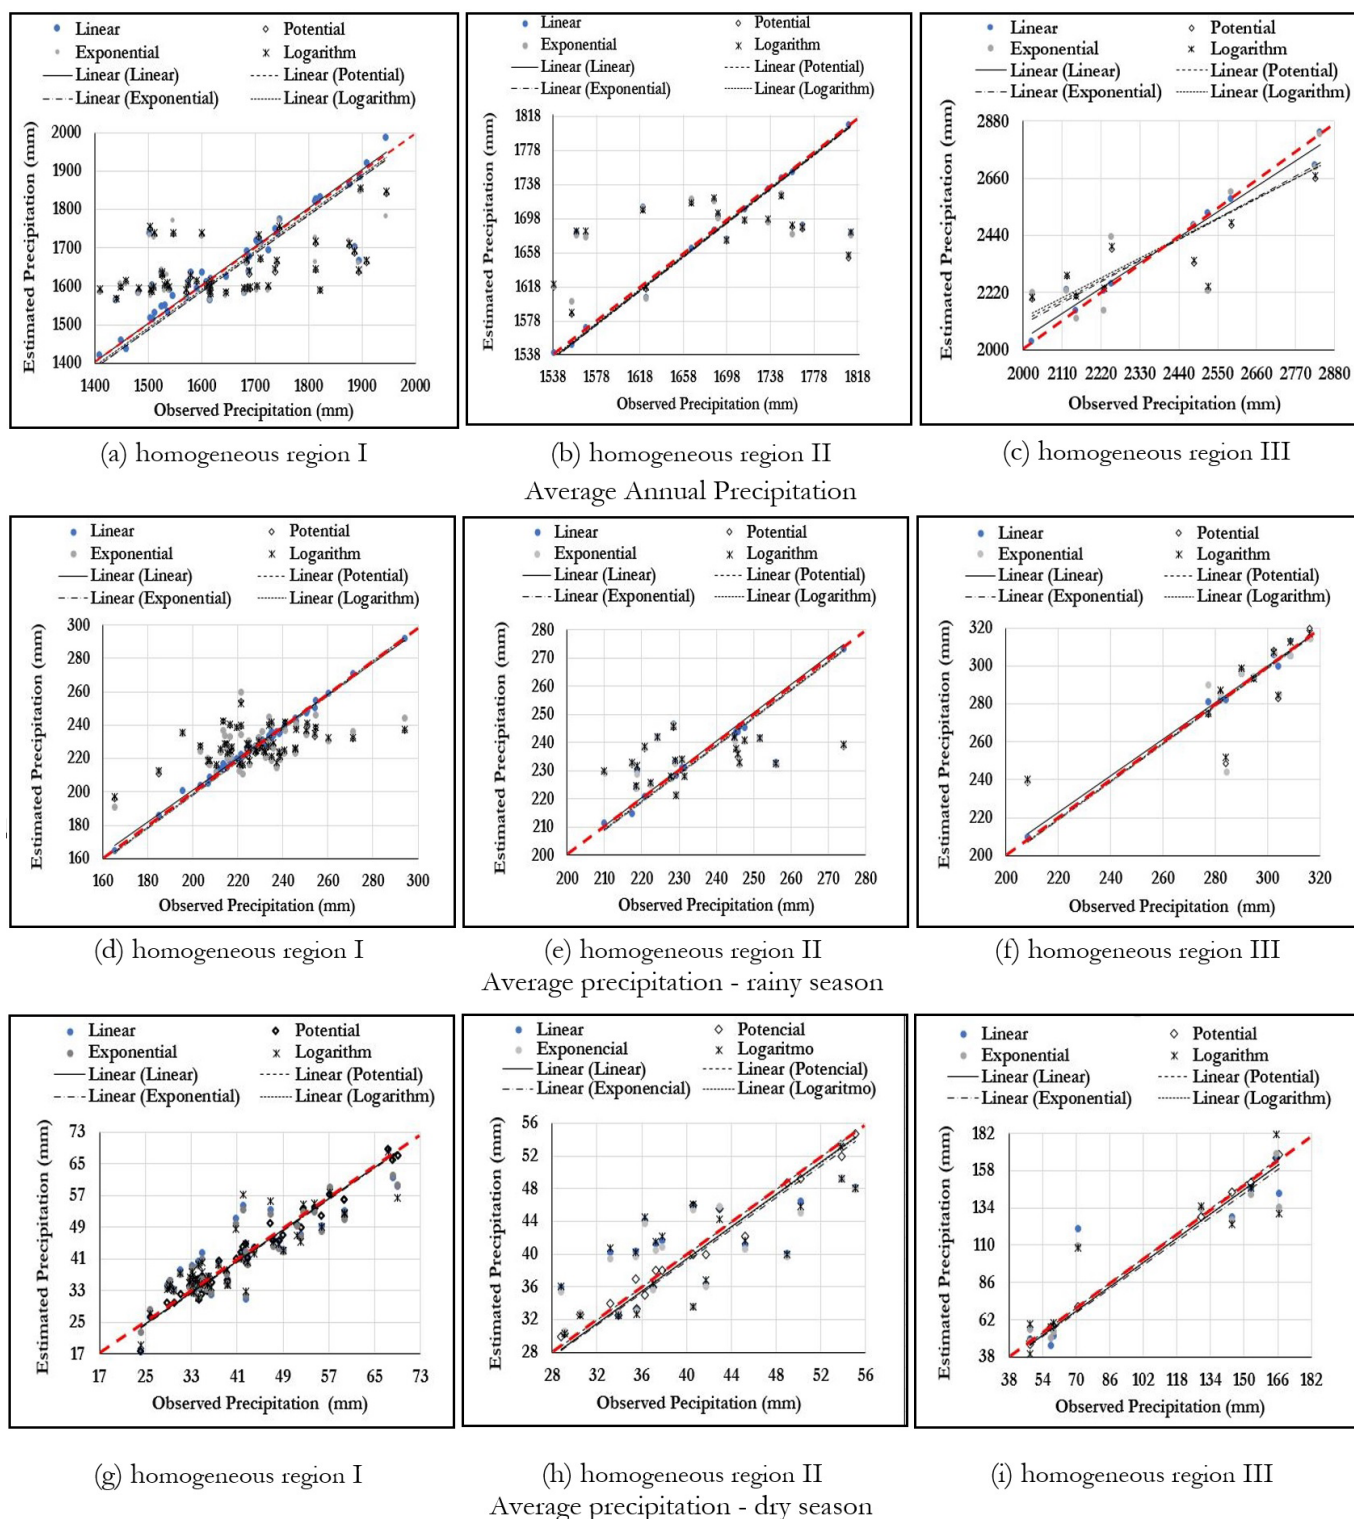 Linear Potential
Exponential Logarithm
Linear (Linear) Linear (Potential)
Linear (Exponential) Linear (Logarithm)
Estimated Precipitation (mm)
2000
1900
1800
1700
1600
1500
1400
1400 1500 1600 1700 1800 1900 2000
Observed Precipitation (mm)
(a) homogeneous region I
Linear Potential
Exponential Logarithm
Linear (Linear) Linear (Potential)
Linear (Exponential) Linear (Logarithm)
Estimated Precipitation (mm)
1818
1778
1738
1698
1658
1618
1578
1538
1538 1578 1618 1658 1698 1738 1778 1818
Observed Precipitation (mm)
(b) homogeneous region II
Linear Potential
Exponential Logarithm
Linear (Linear) Linear (Potential)
Linear (Exponential) Linear (Logarithm)
Estimated Precipitation (mm)
2880
2660
2440
2220
2000
2000 2110 2220 2330 2440 2550 2660 2770 2880
Observed Precipitation (mm)
(c) homogeneous region III
Average Annual Precipitation
Linear Potential
Exponential Logarithm
Linear (Linear) Linear (Potential)
Linear (Exponential) Linear (Logarithm)
Estimated Precipitation (mm)
300
280
260
240
220
200
180
160
160 180 200 220 240 260 280 300
Observed Precipitation (mm)
(d) homogeneous region I
Linear Potential
Exponential Logarithm
Linear (Linear) Linear (Potential)
Linear (Exponential) Linear (Logarithm)
Estimated Precipitation (mm)
280
270
260
250
240
230
220
210
200
200 210 220 230 240 250 260 270 280
Observed Precipitation (mm)
(e) homogeneous region II
Linear Potential
Exponential Logarithm
Linear (Linear) Linear (Potential)
Linear (Exponential) Linear (Logarithm)
Estimated Precipitation (mm)
320
300
280
260
240
220
200
200 220 240 260 280 300 320
Observed Precipitation (mm)
(f) homogeneous region III
Average precipitation - rainy season
Linear Potential
Exponential Logarithm
Linear (Linear) Linear (Potential)
Linear (Exponential) Linear (Logarithm)
Estimated Precipitation (mm)
73
65
57
49
41
33
25
17
17 25 33 41 49 57 65 73
Observed Precipitation (mm)
(g) homogeneous region I
Linear Potencial
Exponencial Logaritmo
Linear (Linear) Linear (Potencial)
Linear (Exponencial) Linear (Logaritmo)
Estimated Precipitation (mm)
56
52
48
44
40
36
32
28
28 32 36 40 44 48 52 56
Observed Precipitation (mm)
(h) homogeneous region II
Linear Potential
Exponential Logarithm
Linear (Linear) Linear (Potential)
Linear (Exponential) Linear (Logarithm)
Estimated Precipitation (mm)
182
158
134
110
86
62
38
38 54 70 86 102 118 134 150 166 182
Observed Precipitation (mm)
(i) homogeneous region III
Average precipitation - dry season